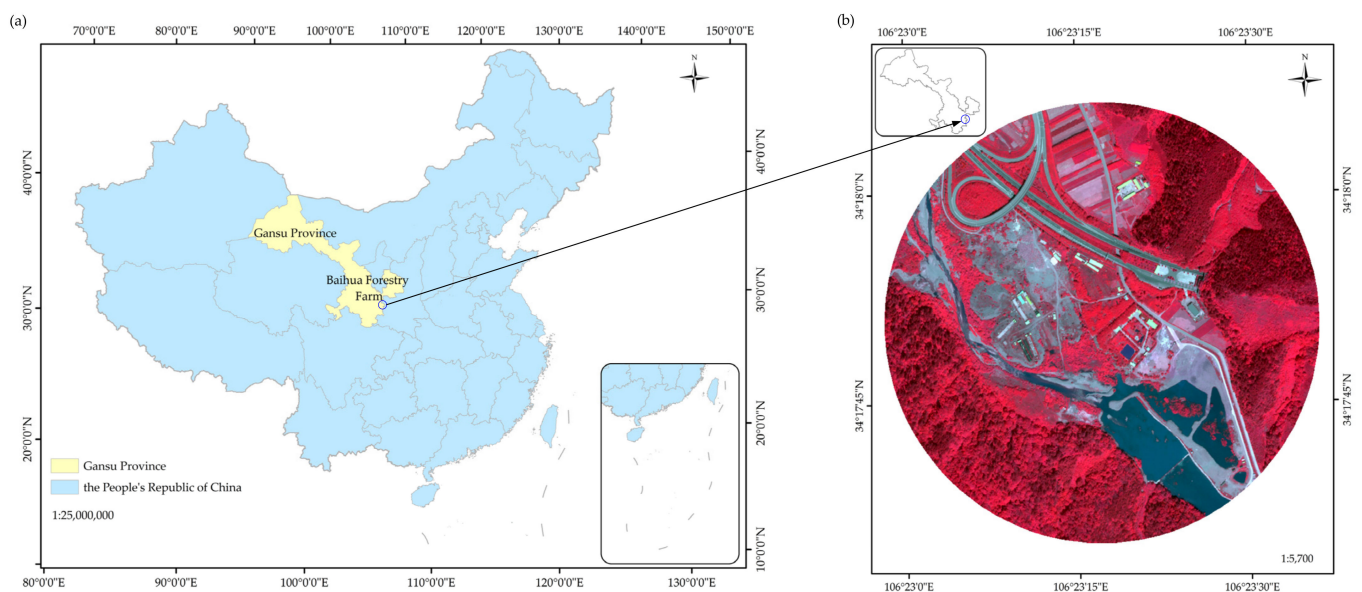 (a)
70°0'0"E 80°0'0"E 90°0'0"E 100°0'0"E 110°0'0"E 120°0'0"E 130°0'0"E 140°0'0"E 150°0'0"E
N
40°0'0"N
30°0'0"N
20°0'0"N
Gansu Province
Baihua Forestry
Farm
40°0'0"N
30°0'0"N
20°0'0"N
10°0'0"N
Gansu Province
the People's Republic of China
1:25,000,000
80°0'0"E 90°0'0"E 100°0'0"E 110°0'0"E 120°0'0"E 130°0'0"E
(b)
106°23'0"E 106°23'15"E 106°23'30"E
N
34°18'0"N
34°17'45"N
34°18'0"N
34°17'45"N
1:5,700
106°23'0"E 106°23'15"E 106°23'30"E